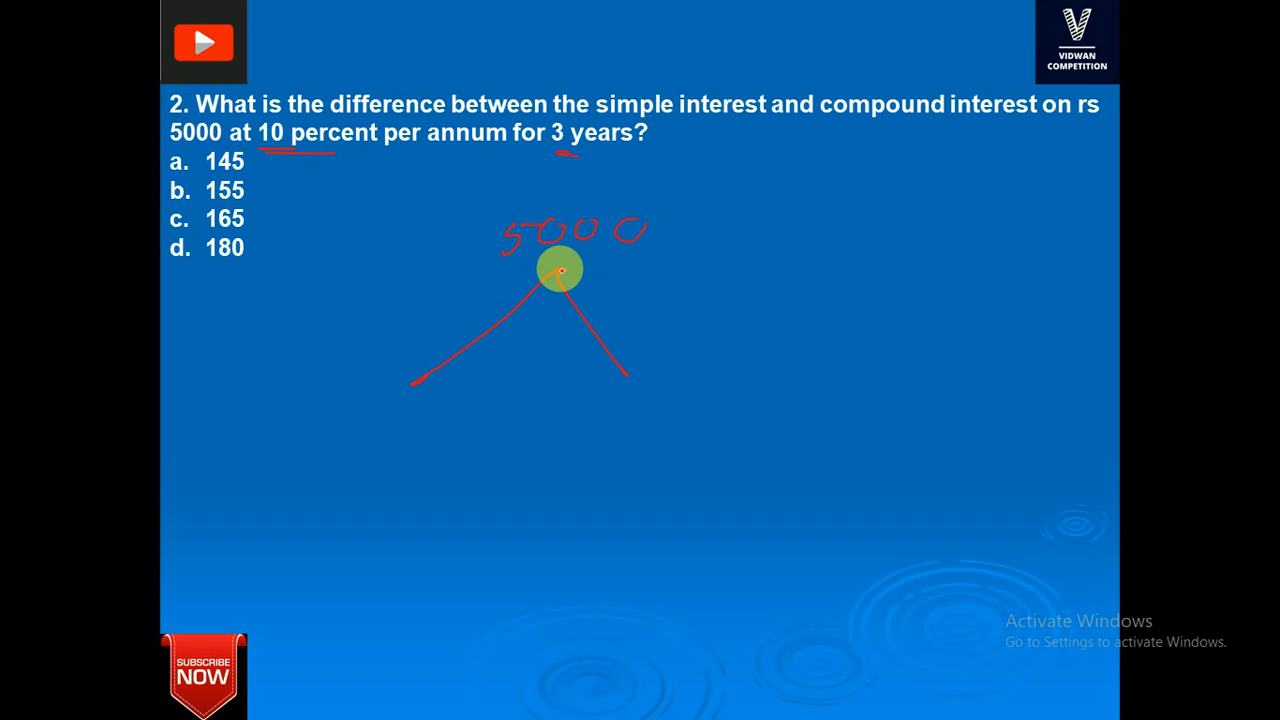 VIDWAN
COMPETITION
2. What is the difference between the simple interest and compound interest on rs
5000 at 10 percent per annum for 3 years?
a. 145
b. 155
c. 165
d. 180
5000
Activate Windows
Go to Settings to activate Windows.
SUBSCRIBE
NOW